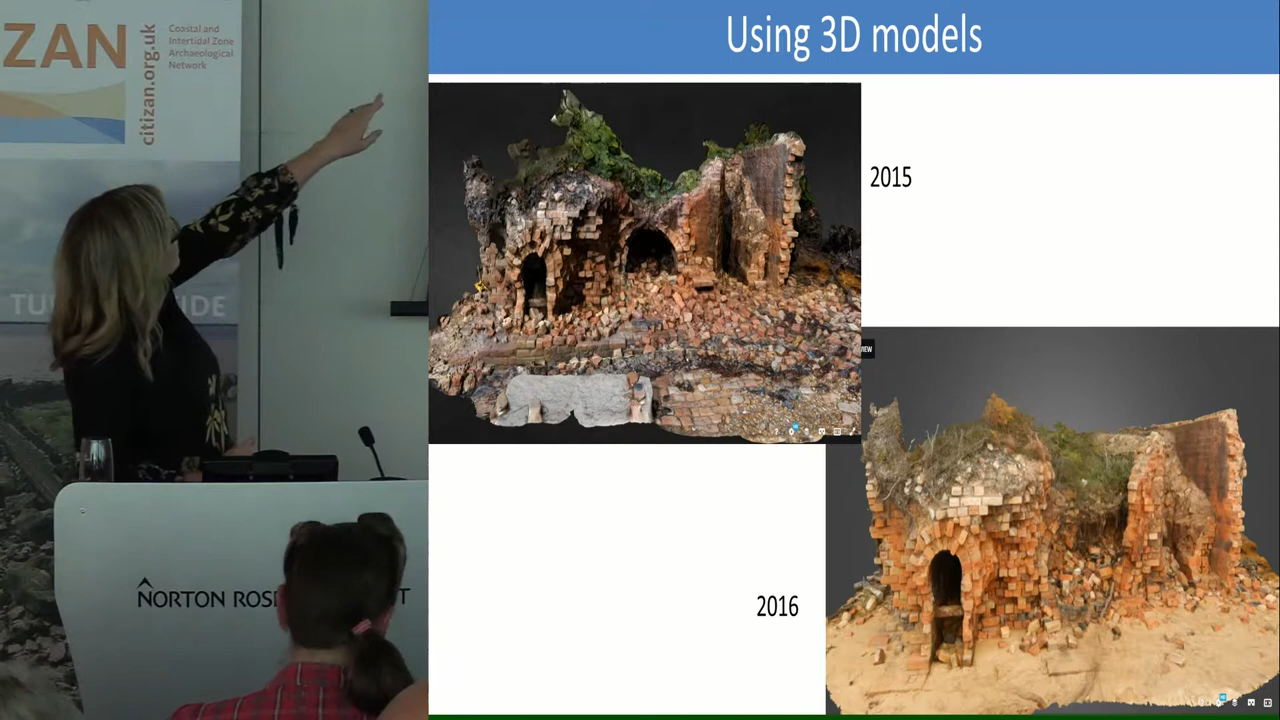 ZAN
citizan.org.uk
Coastal and
Intertidal Zone
Archaeological
Network
NORTON ROS
T
Using 3D models
2015
2016